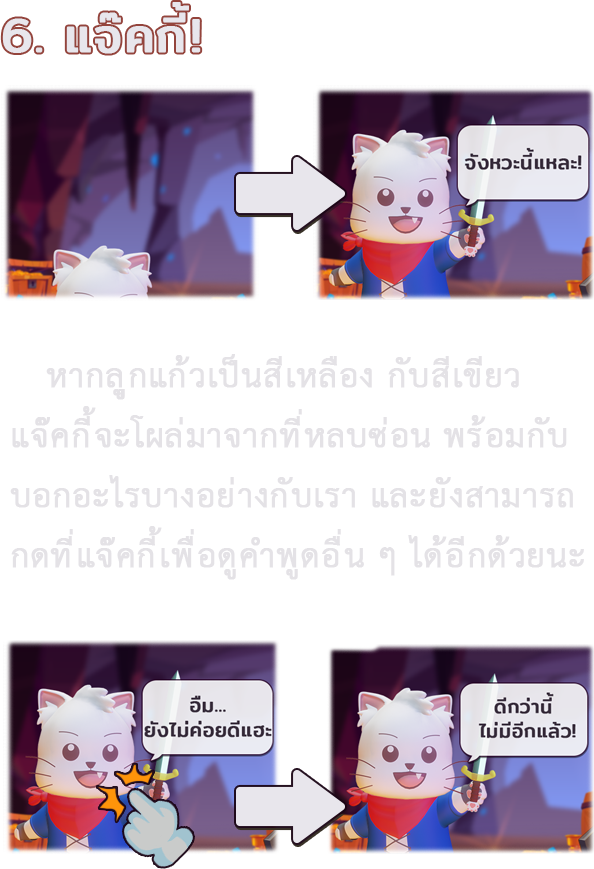 6. แจ๊คกี้!
จังหวะนี้แหละ!
หากลูกแก้วเป็นสีเหลือง กับสีเขียว
แจ๊คกี้จะโผล่มาจากที่หลบซ่อน พร้อมกับ
บอกอะไรบางอย่างกับเรา และยังสามารถ
กดที่แจ๊คกี้เพื่อดูคำพูดอื่น ๆ ได้อีกด้วยนะ
อืม...
ยังไม่ค่อยดีแฮะ
ดีกว่านี้
ไม่มีอีกแล้ว!